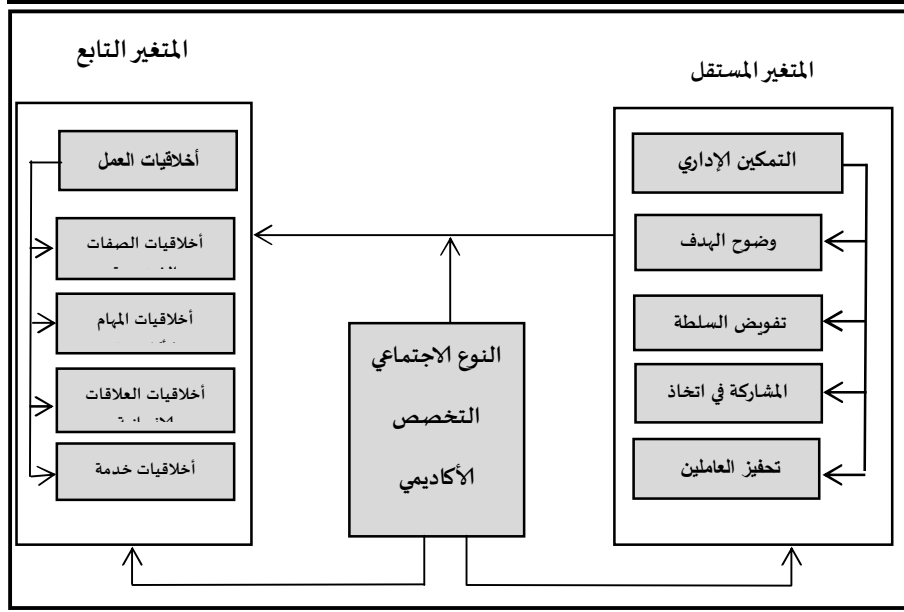 المتغير المستقل
التمكين الإداري
وضوح الهدف
تفويض السلطة
المشاركة في اتخاذ
تحفيز العاملين
النوع الاجتماعي
التخصص
الأكاديمي
المتغير التابع
أخلاقيات العمل
أخلاقيات الصفات
أخلاقيات المهام
أخلاقيات العلاقات
أخلاقيات خدمة